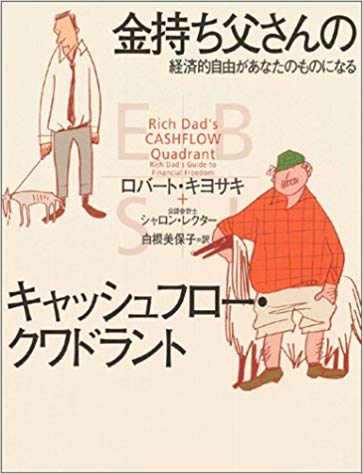 金持ち父さんの
経済的自由があなたのものになる
E B
S I
Rich Dad's
CASHFLOW
Quadrant
Rich Dad's Guide to
Financial Freedom
ロバート・キヨサキ
+
公認会計士
シャロン・レクター
白根美保子=訳
キャッシュフロー・
クワドラント